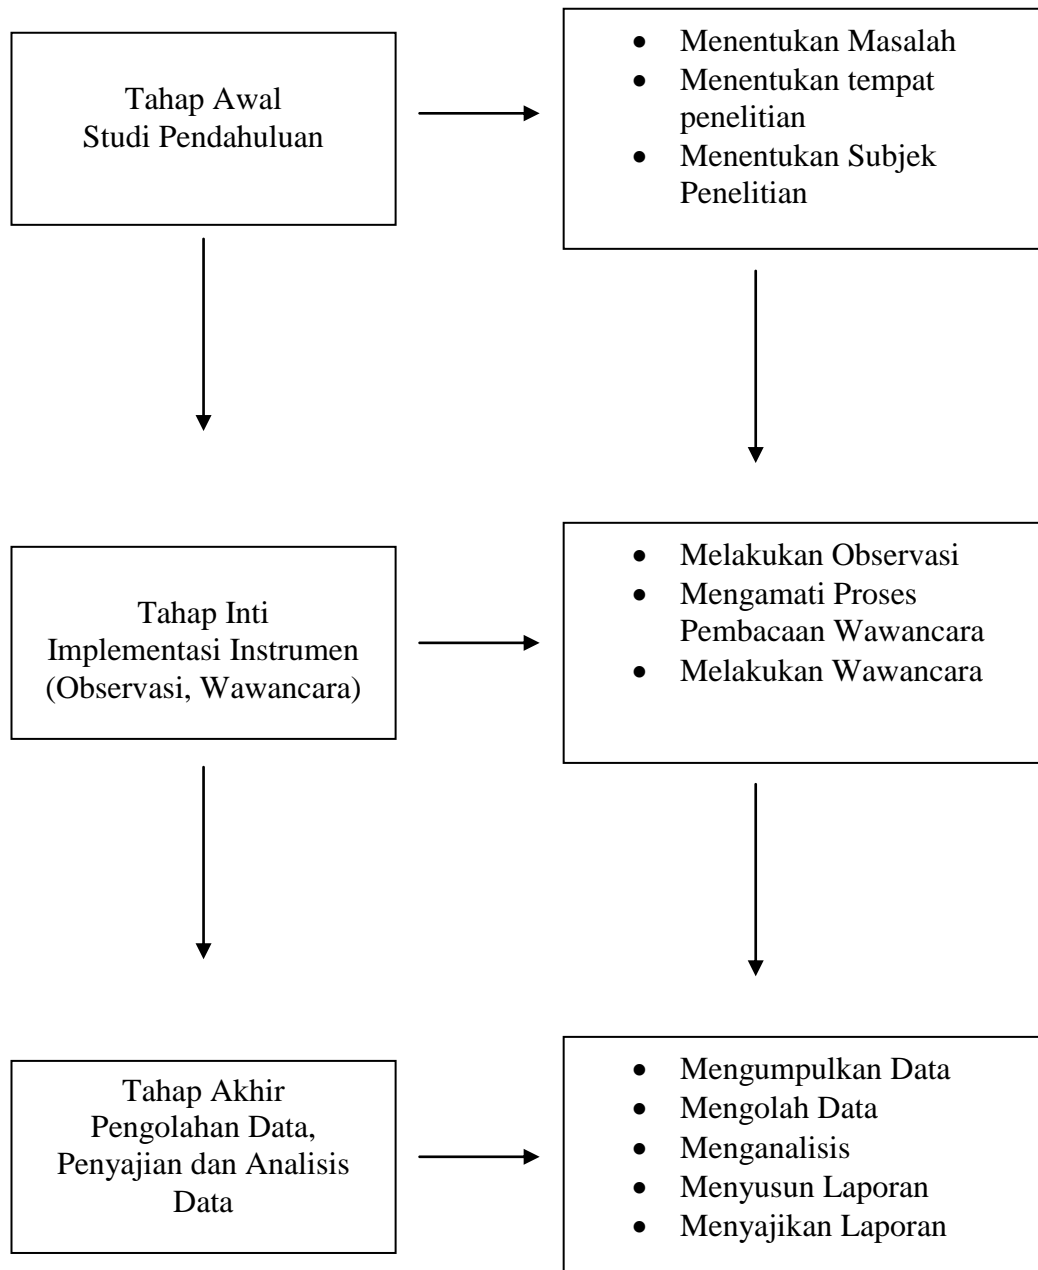 Tahap Awal
Studi Pendahuluan
• Menentukan Masalah
• Menentukan tempat
penelitian
• Menentukan Subjek
Penelitian
Tahap Inti
Implementasi Instrumen
(Observasi, Wawancara)
• Melakukan Observasi
• Mengamati Proses
Pembacaan Wawancara
• Melakukan Wawancara
Tahap Akhir
Pengolahan Data,
Penyajian dan Analisis
Data
• Mengumpulkan Data
• Mengolah Data
• Menganalisis
• Menyusun Laporan
• Menyajikan Laporan